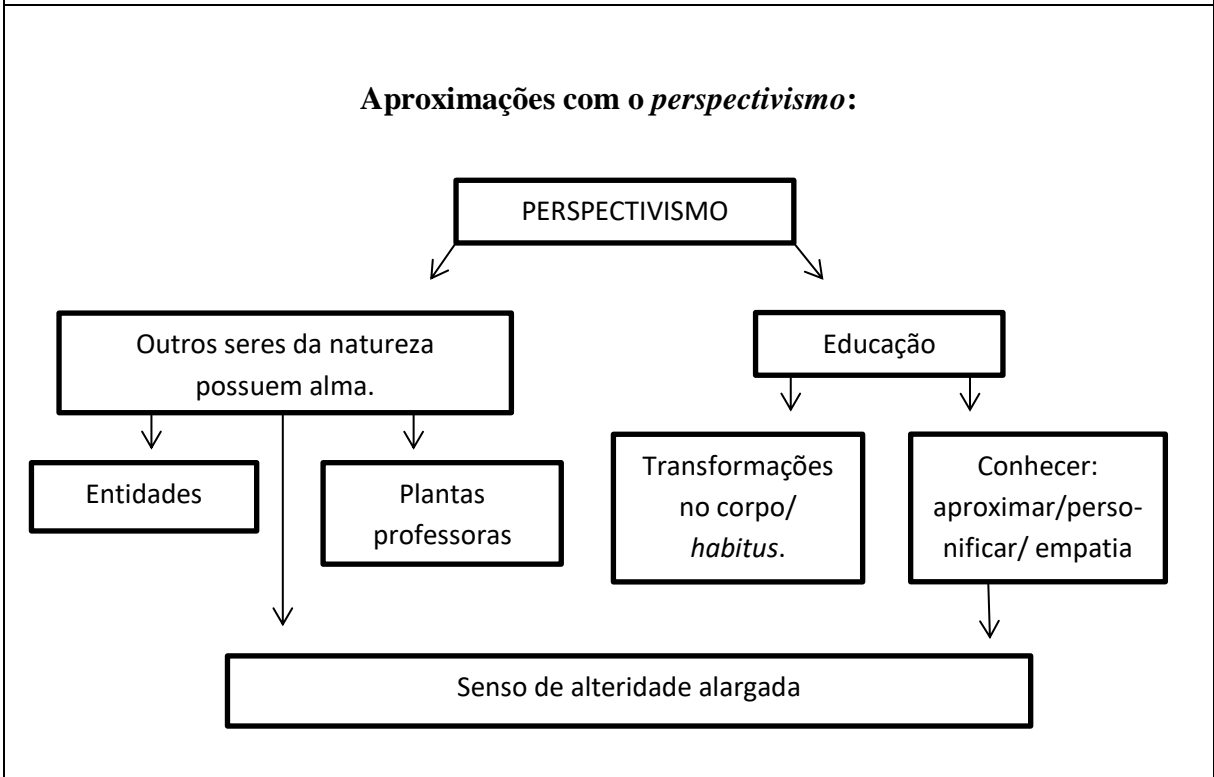 Aproximações com o perspectivismo:
PERSPECTIVISMO
Outros seres da natureza
possuem alma.
Educação
Entidades
Plantas
professoras
Transformações
no corpo/
habitus.
Conhecer:
aproximar/perso-
nificar/ empatia
Senso de alteridade alargada